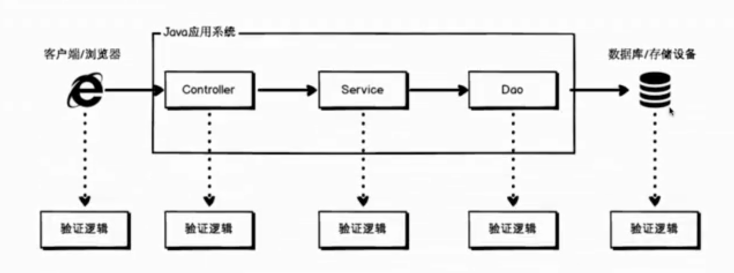 Java应用系统
客户端/浏览器
数据库/存储设备
Controller
Service
Dao
验证逻辑
验证逻辑
验证逻辑
验证逻辑
验证逻辑